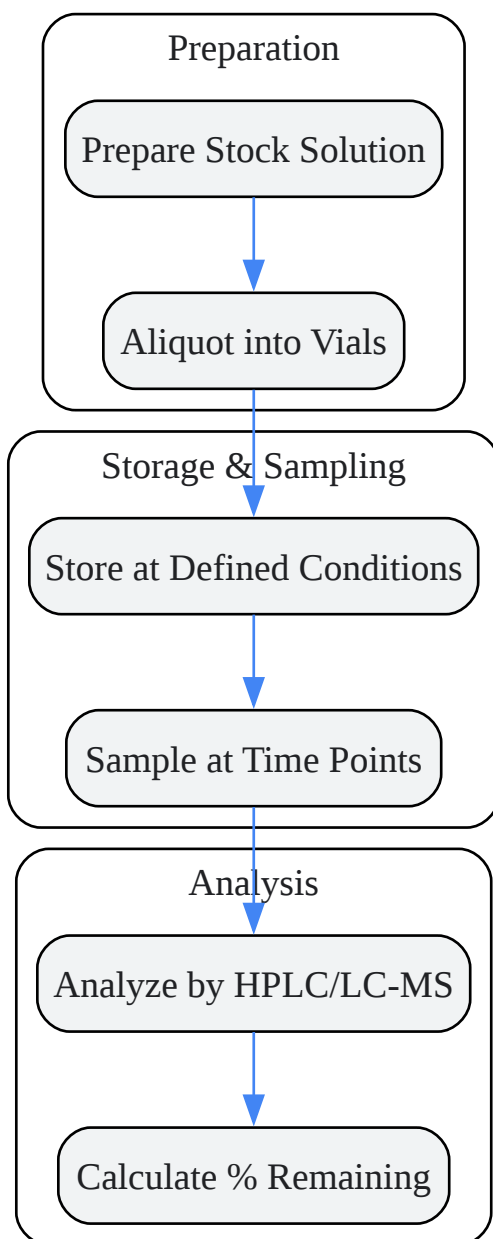 Preparation
Prepare Stock Solution
Aliquot into Vials
Storage & Sampling
Store at Defined Conditions
Sample at Time Points
Analysis
Analyze by HPLC/LC-MS
Calculate % Remaining